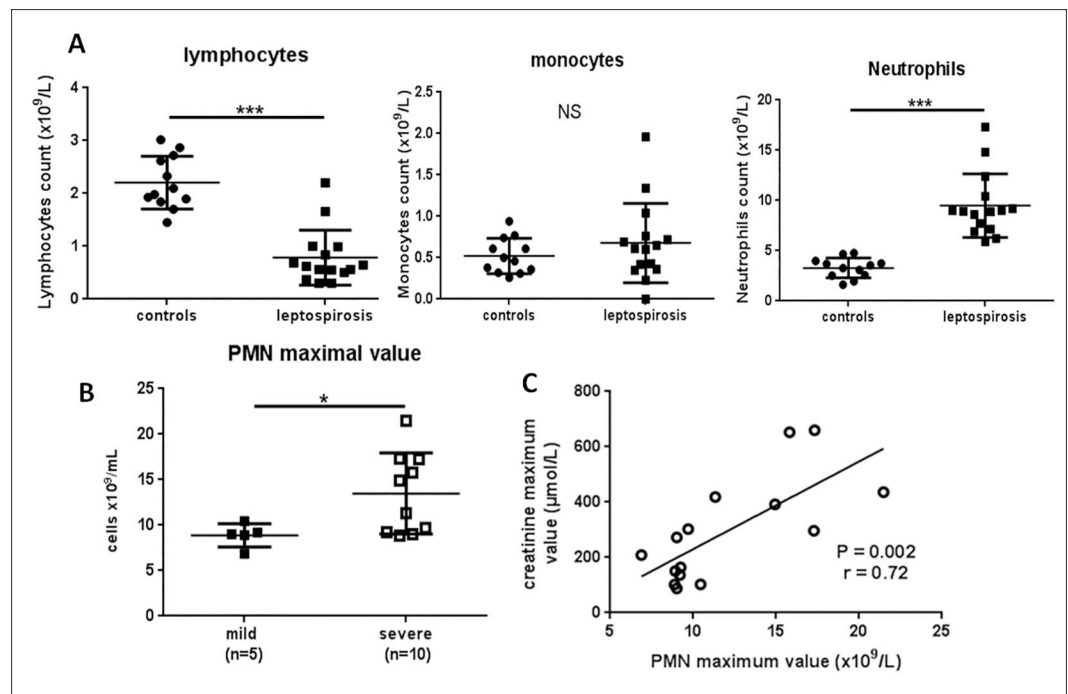 A
lymphocytes
Lymphocytes count (x10⁹/L)
4
3
2
1
0
***
controls
leptospirosis
monocytes
Monocytes count (x10⁹/L)
2.5
2.0
1.5
1.0
0.5
0.0
NS
controls
leptospirosis
Neutrophils
Neutrophils count (x10⁹/L)
20
15
10
5
0
***
controls
leptospirosis
B
PMN maximal value
cells x10⁹/mL
25
20
15
10
5
0
*
mild
(n=5)
severe
(n=10)
C
creatinine maximum
value (µmol/L)
800
600
400
200
0
P = 0.002
r = 0.72
5
10
15
20
25
PMN maximum value (x10⁹/L)